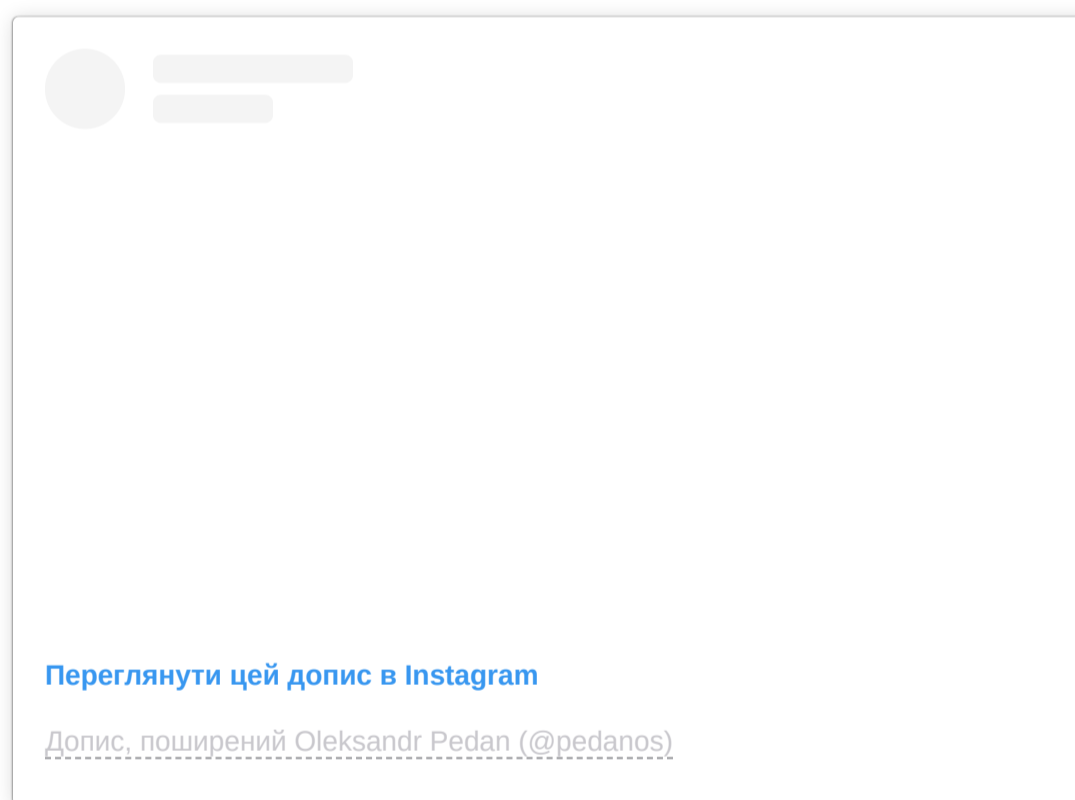 Переглянути цей допис в Instagram
Допис, поширений Oleksandr Pedan (@pedanos)